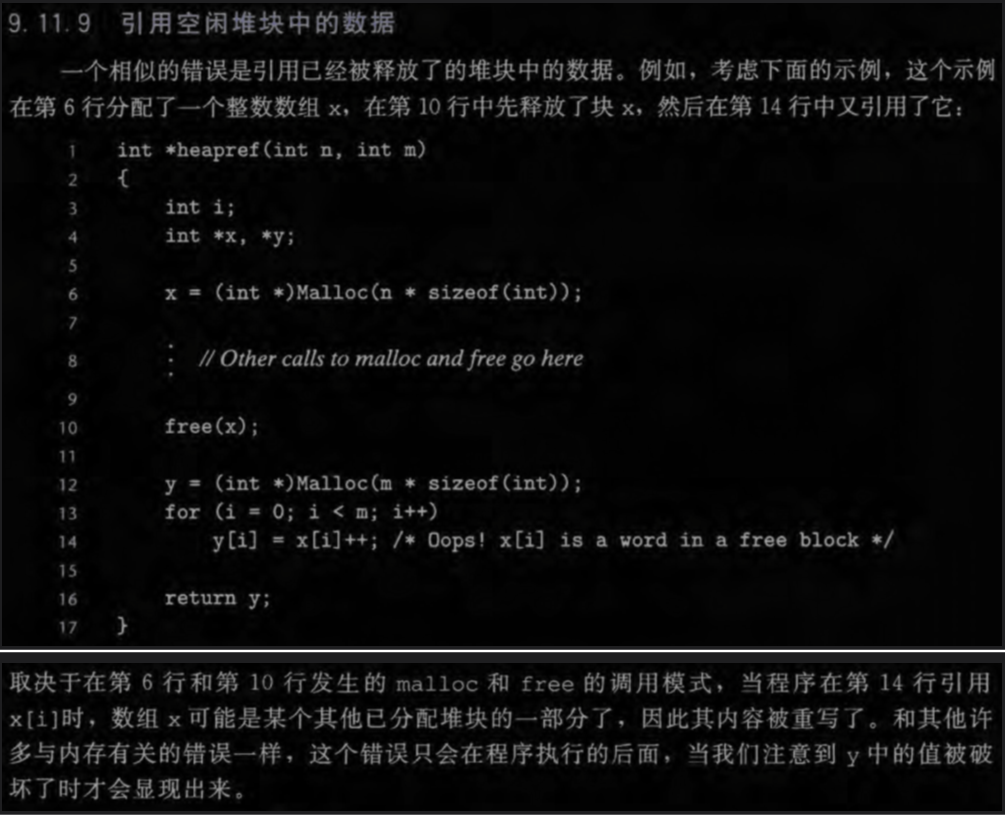 9.11.9 引用空闲堆块中的数据
一个相似的错误是引用已经被释放了的堆块中的数据。例如，考虑下面的示例，这个示例
在第 6 行分配了一个整数数组 x，在第 10 行中先释放了块 x，然后在第 14 行中又引用了它：
1 int *heapref(int n, int m)
2 {
3 int i;
4 int *x, *y;
5
6 x = (int *)Malloc(n * sizeof(int));
7
8 ⋮ // Other calls to malloc and free go here
9
10 free(x);
11
12 y = (int *)Malloc(m * sizeof(int));
13 for (i = 0; i < m; i++)
14 y[i] = x[i]++; /* Oops! x[i] is a word in a free block */
15
16 return y;
17 }
取决于在第 6 行和第 10 行发生的 malloc 和 free 的调用模式，当程序在第 14 行引用
x[i]时，数组 x 可能是某个其他已分配堆块的一部分了，因此其内容被重写了。和其他许
多与内存有关的错误一样，这个错误只会在程序执行的后面，当我们注意到 y 中的值被破
坏了时才会显现出来。